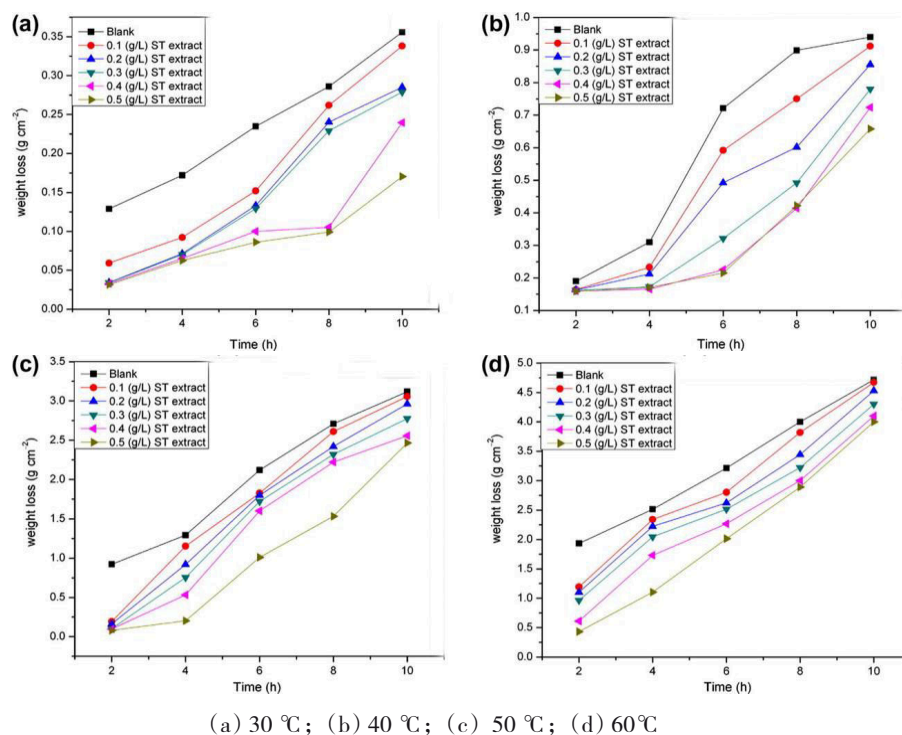 (a)
Blank
0.1 (g/L) ST extract
0.2 (g/L) ST extract
0.3 (g/L) ST extract
0.4 (g/L) ST extract
0.5 (g/L) ST extract
0.35
0.30
0.25
0.20
0.15
0.10
0.05
0.00
weight loss (g cm⁻²)
2 4 6 8 10
Time (h)
(b)
Blank
0.1 (g/L) ST extract
0.2 (g/L) ST extract
0.3 (g/L) ST extract
0.4 (g/L) ST extract
0.5 (g/L) ST extract
1.0
0.9
0.8
0.7
0.6
0.5
0.4
0.3
0.2
0.1
weight loss (g cm⁻²)
2 4 6 8 10
Time (h)
(c)
Blank
0.1 (g/L) ST extract
0.2 (g/L) ST extract
0.3 (g/L) ST extract
0.4 (g/L) ST extract
0.5 (g/L) ST extract
3.5
3.0
2.5
2.0
1.5
1.0
0.5
0.0
weight loss (g cm⁻²)
2 4 6 8 10
Time (h)
(d)
Blank
0.1 (g/L) ST extract
0.2 (g/L) ST extract
0.3 (g/L) ST extract
0.4 (g/L) ST extract
0.5 (g/L) ST extract
5.0
4.5
4.0
3.5
3.0
2.5
2.0
1.5
1.0
0.5
0.0
weight loss (g cm⁻²)
2 4 6 8 10
Time (h)
(a) 30 ℃; (b) 40 ℃; (c) 50 ℃; (d) 60℃